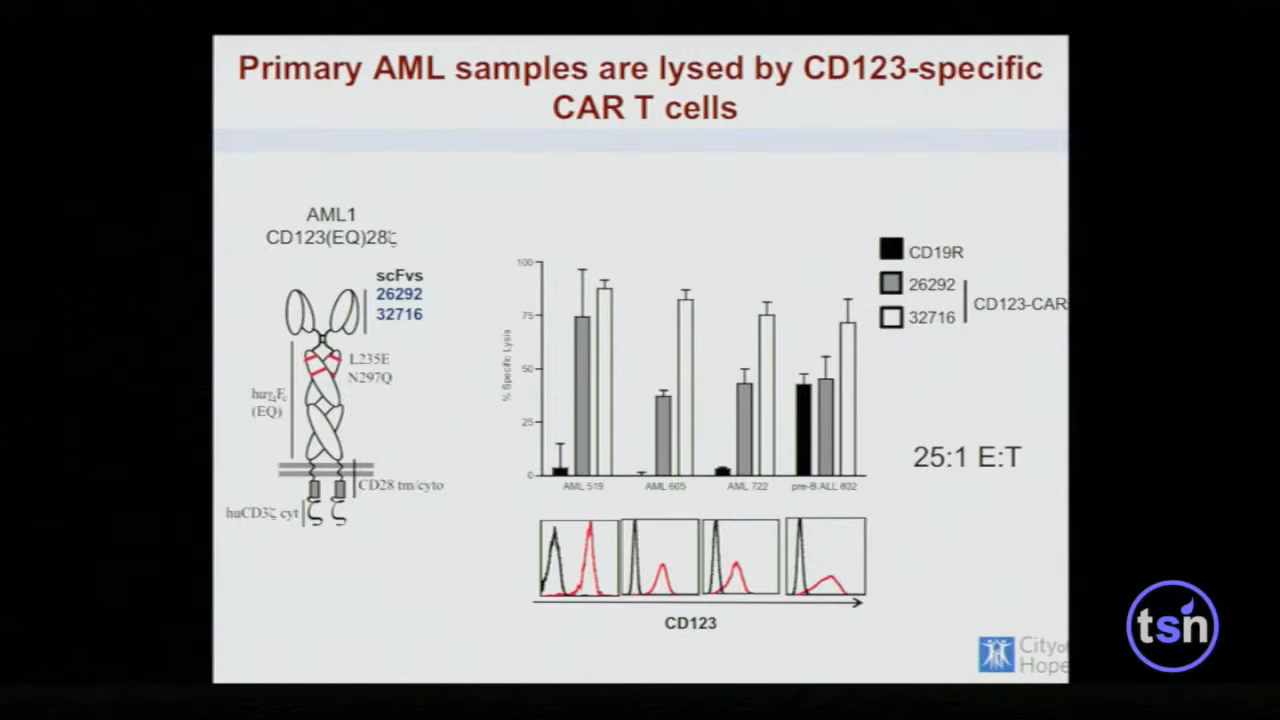 Primary AML samples are lysed by CD123-specific
CAR T cells
AML1
CD123(EQ)28ζ
scFvs
26292
32716
L235E
N297Q
huγ4Fc
(EQ)
CD28 tm/cyto
huCD3ζ cyt
% Specific Lysis
100
75
50
25
0
AML 519
AML 605
AML 722
pre-B ALL 802
CD19R
26292
32716
CD123-CAR
25:1 E:T
CD123
City of
Hope
tsn